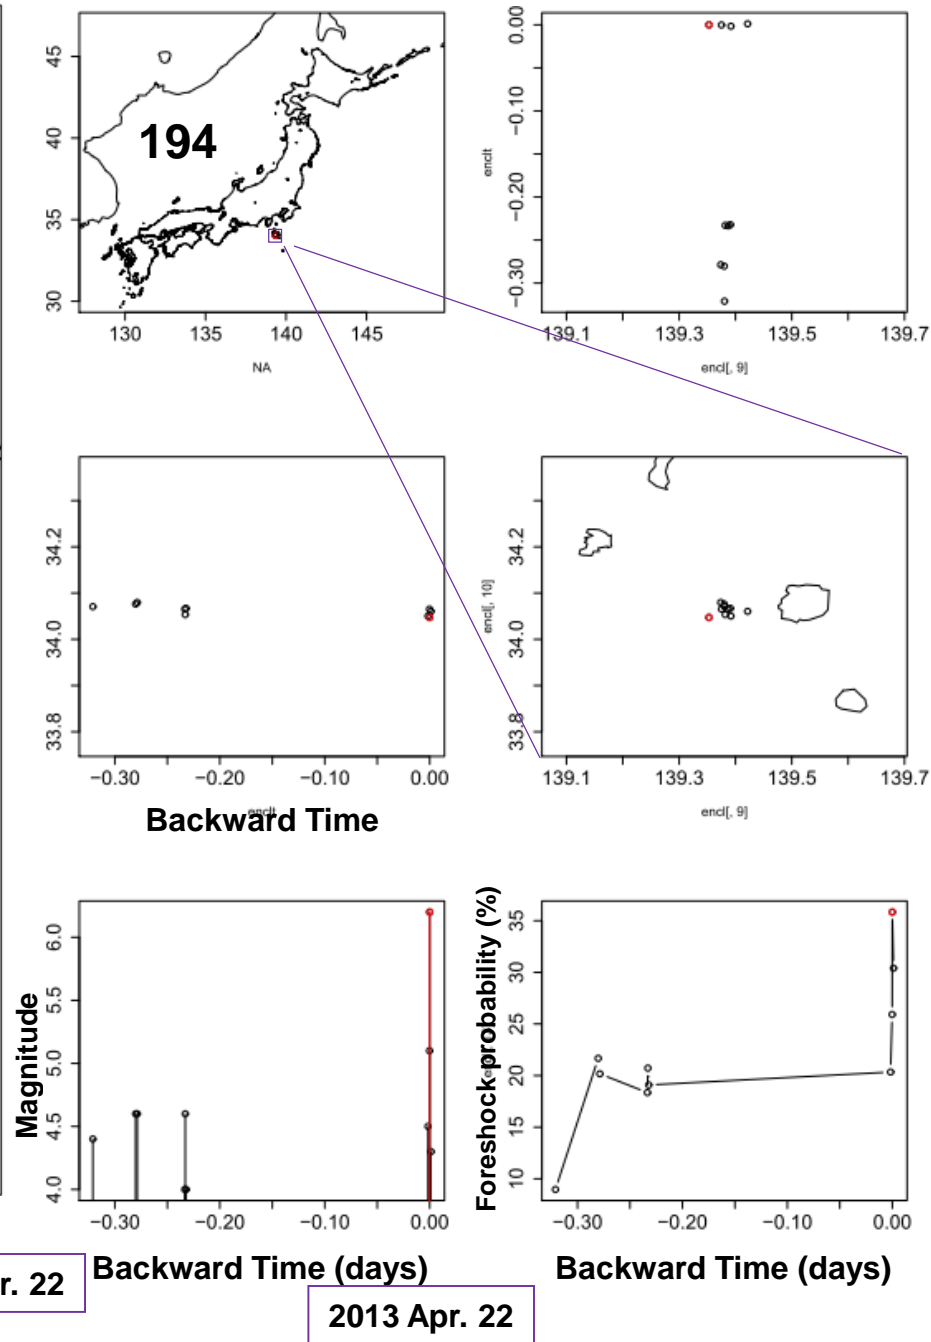 194
45
40
35
30
130 135 140 145
NA
enclt
0.00
−0.10
−0.20
−0.30
139.1 139.3 139.5 139.7
encl[, 9]
34.2
34.0
33.8
−0.30 −0.20 −0.10 0.00
enclt
Backward Time
encl[, 10]
34.2
34.0
33.8
139.1 139.3 139.5 139.7
encl[, 9]
Magnitude
6.0
5.5
5.0
4.5
4.0
−0.30 −0.20 −0.10 0.00
Backward Time (days)
Foreshock probability (%)
35
30
25
20
15
10
−0.30 −0.20 −0.10 0.00
Backward Time (days)
r. 22
2013 Apr. 22